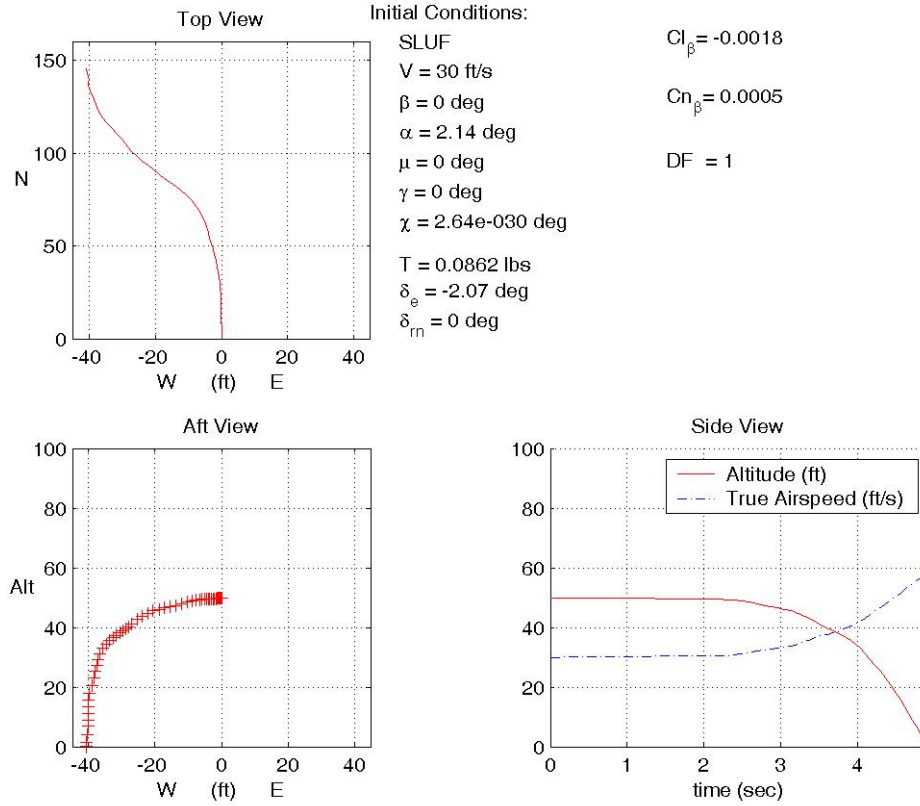 Top View
150
100
50
0
N
-40 -20 0 20 40
W (ft) E
Initial Conditions:
SLUF
V = 30 ft/s
β = 0 deg
α = 2.14 deg
μ = 0 deg
γ = 0 deg
χ = 2.64e-030 deg
T = 0.0862 lbs
δe = -2.07 deg
δrn = 0 deg
Clβ= -0.0018
Cnβ= 0.0005
DF = 1
Aft View
100
80
60
40
20
0
Alt
-40 -20 0 20 40
W (ft) E
Side View
100
80
60
40
20
0
Altitude (ft)
True Airspeed (ft/s)
0 1 2 3 4
time (sec)